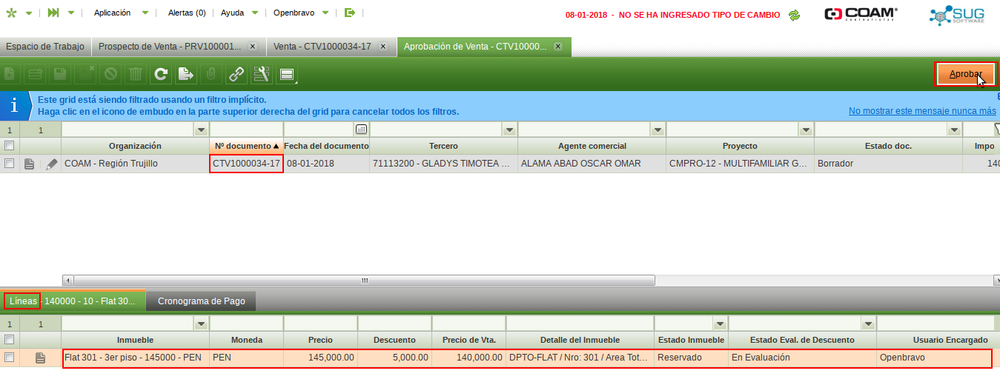 Aplicación Alertas (0) Ayuda Openbravo 08-01-2018 - NO SE HA INGRESADO TIPO DE CAMBIO COAM CONTRATISTAS SUG SOFTWARE
Espacio de Trabajo Prospecto de Venta - PRV100001... Venta - CTV1000034-17 Aprobación de Venta - CTV10000...
Aprobar
Este grid está siendo filtrado usando un filtro implícito.
Haga clic en el icono de embudo en la parte superior derecha del grid para cancelar todos los filtros. No mostrar este mensaje nunca más
1 1
Organización Nº documento Fecha del documento Tercero Agente comercial Proyecto Estado doc. Impo
COAM - Región Trujillo CTV1000034-17 08-01-2018 71113200 - GLADYS TIMOTEA ... ALAMA ABAD OSCAR OMAR CMPRO-12 - MULTIFAMILIAR G... Borrador 140
Lineas - 140000 - 10 - Flat 30... Cronograma de Pago
1 1
Inmueble Moneda Precio Descuento Precio de Vta. Detalle del Inmueble Estado Inmueble Estado Eval. de Descuento Usuario Encargado
Flat 301 - 3er piso - 145000 - PEN PEN 145,000.00 5,000.00 140,000.00 DPTO-FLAT / Nro: 301 / Area Tot... Reservado En Evaluación Openbravo